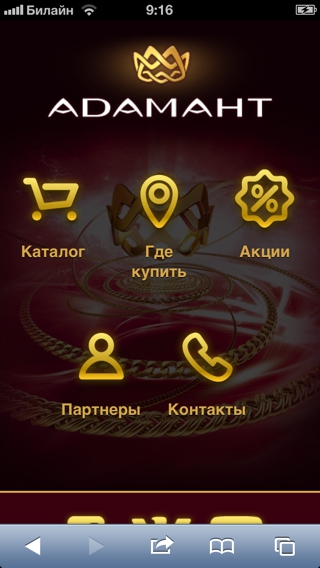 Билайн 9:16
АДАМАНТ
Каталог
Где
купить
Акции
Партнеры
Контакты